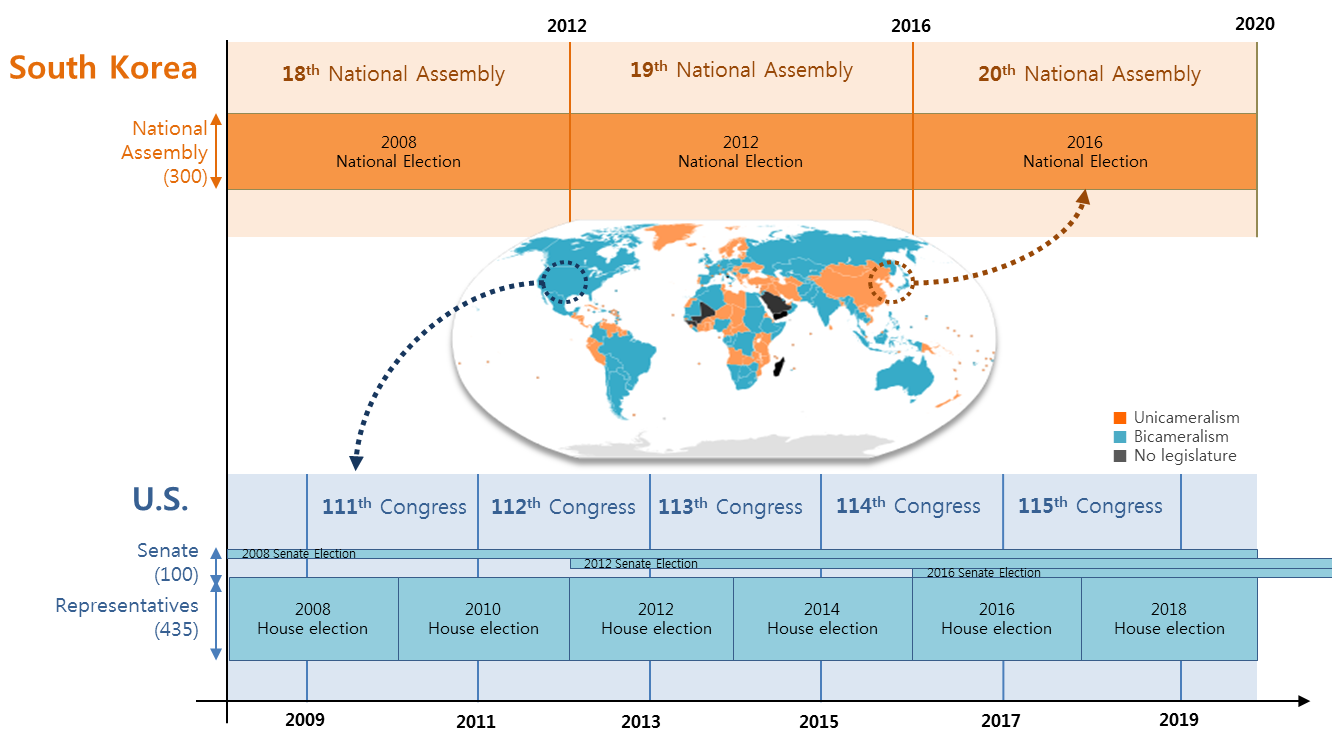 2012
2016
2020
South Korea
18th National Assembly
19th National Assembly
20th National Assembly
National
Assembly
(300)
2008
National Election
2012
National Election
2016
National Election
Unicameralism
Bicameralism
No legislature
U.S.
111th Congress
112th Congress
113th Congress
114th Congress
115th Congress
Senate
(100)
2008 Senate Election
2012 Senate Election
2016 Senate Election
Representatives
(435)
2008
House election
2010
House election
2012
House election
2014
House election
2016
House election
2018
House election
2009
2011
2013
2015
2017
2019